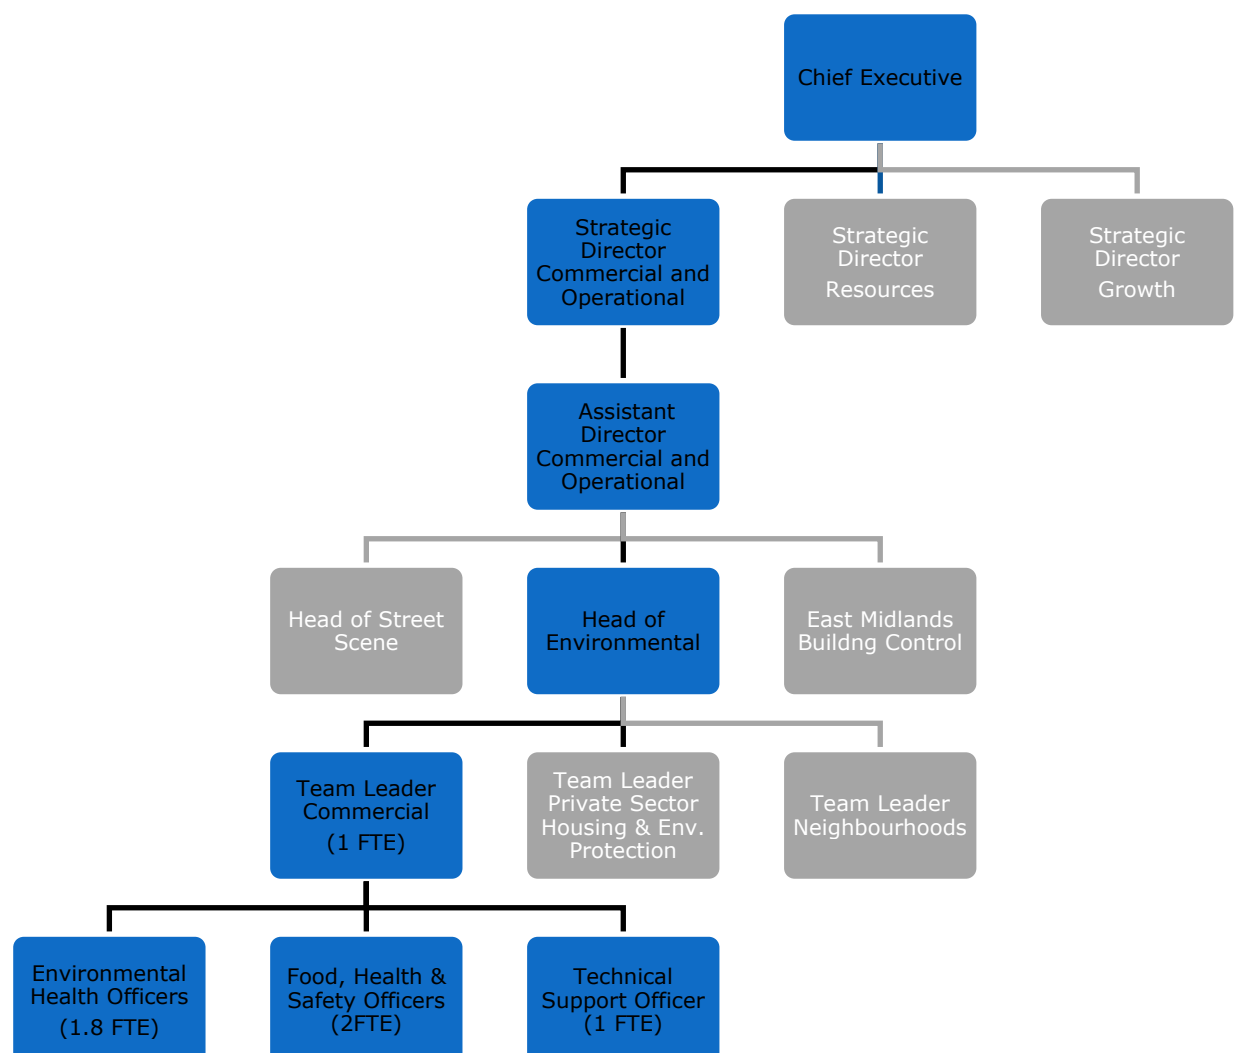 Chief Executive
Strategic
Director
Commercial and
Operational
Strategic
Director
Resources
Strategic
Director
Growth
Assistant
Director
Commercial and
Operational
Head of Street
Scene
Head of
Environmental
East Midlands
Buildng Control
Team Leader
Commercial
(1 FTE)
Team Leader
Private Sector
Housing & Env.
Protection
Team Leader
Neighbourhoods
Environmental
Health Officers
(1.8 FTE)
Food, Health &
Safety Officers
(2FTE)
Technical
Support Officer
(1 FTE)